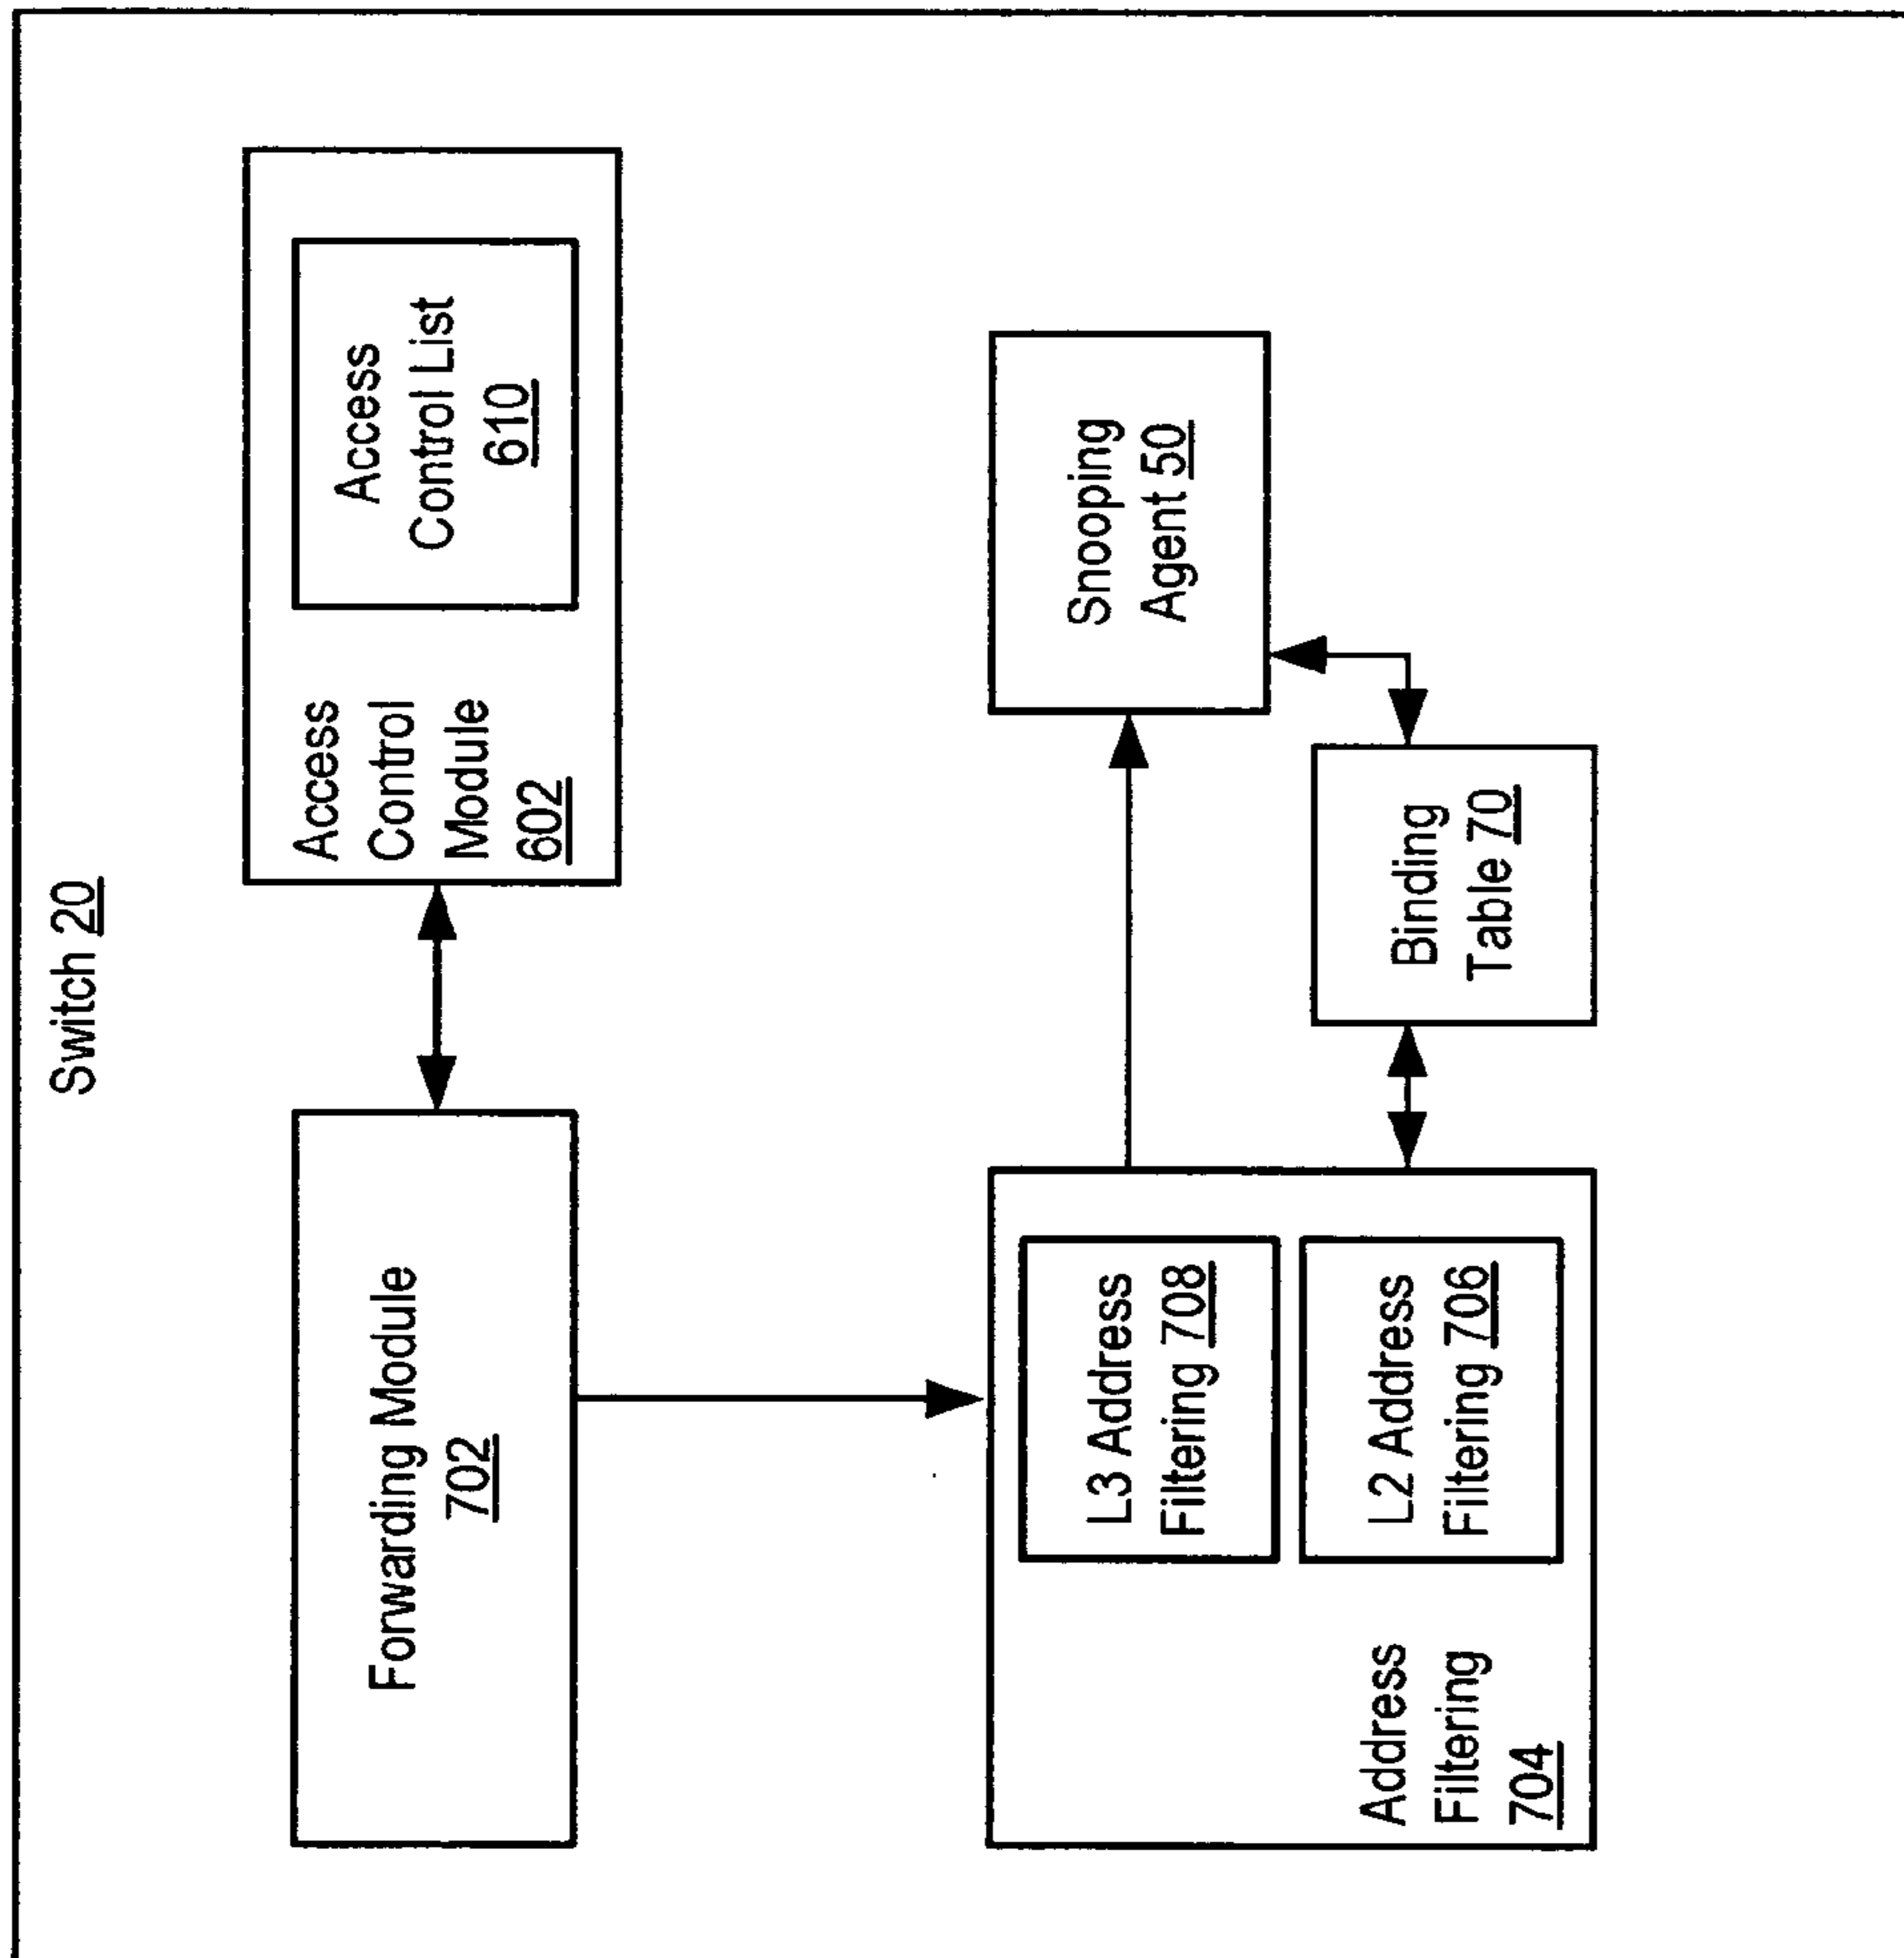 Switch 20
Forwarding Module
702
Access
Control
Module
602
Access
Control List
610
Address
Filtering
704
L3 Address
Filtering 708
L2 Address
Filtering 706
Snooping
Agent 50
Binding
Table 70